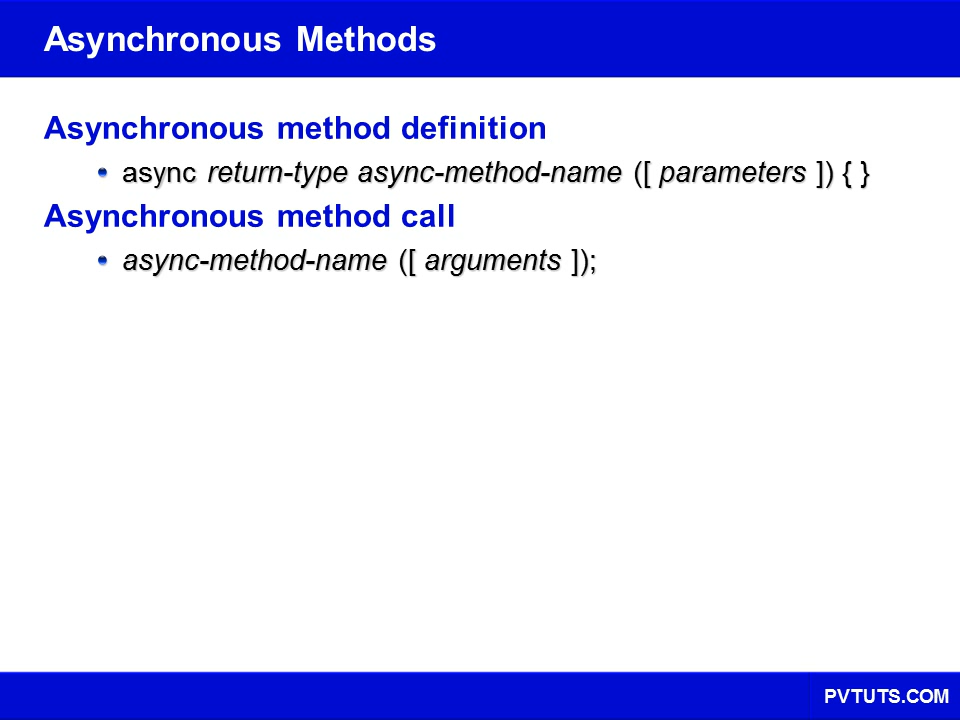 Asynchronous Methods
Asynchronous method definition
• async return-type async-method-name ([ parameters ]) { }
Asynchronous method call
• async-method-name ([ arguments ]);
PVTUTS.COM